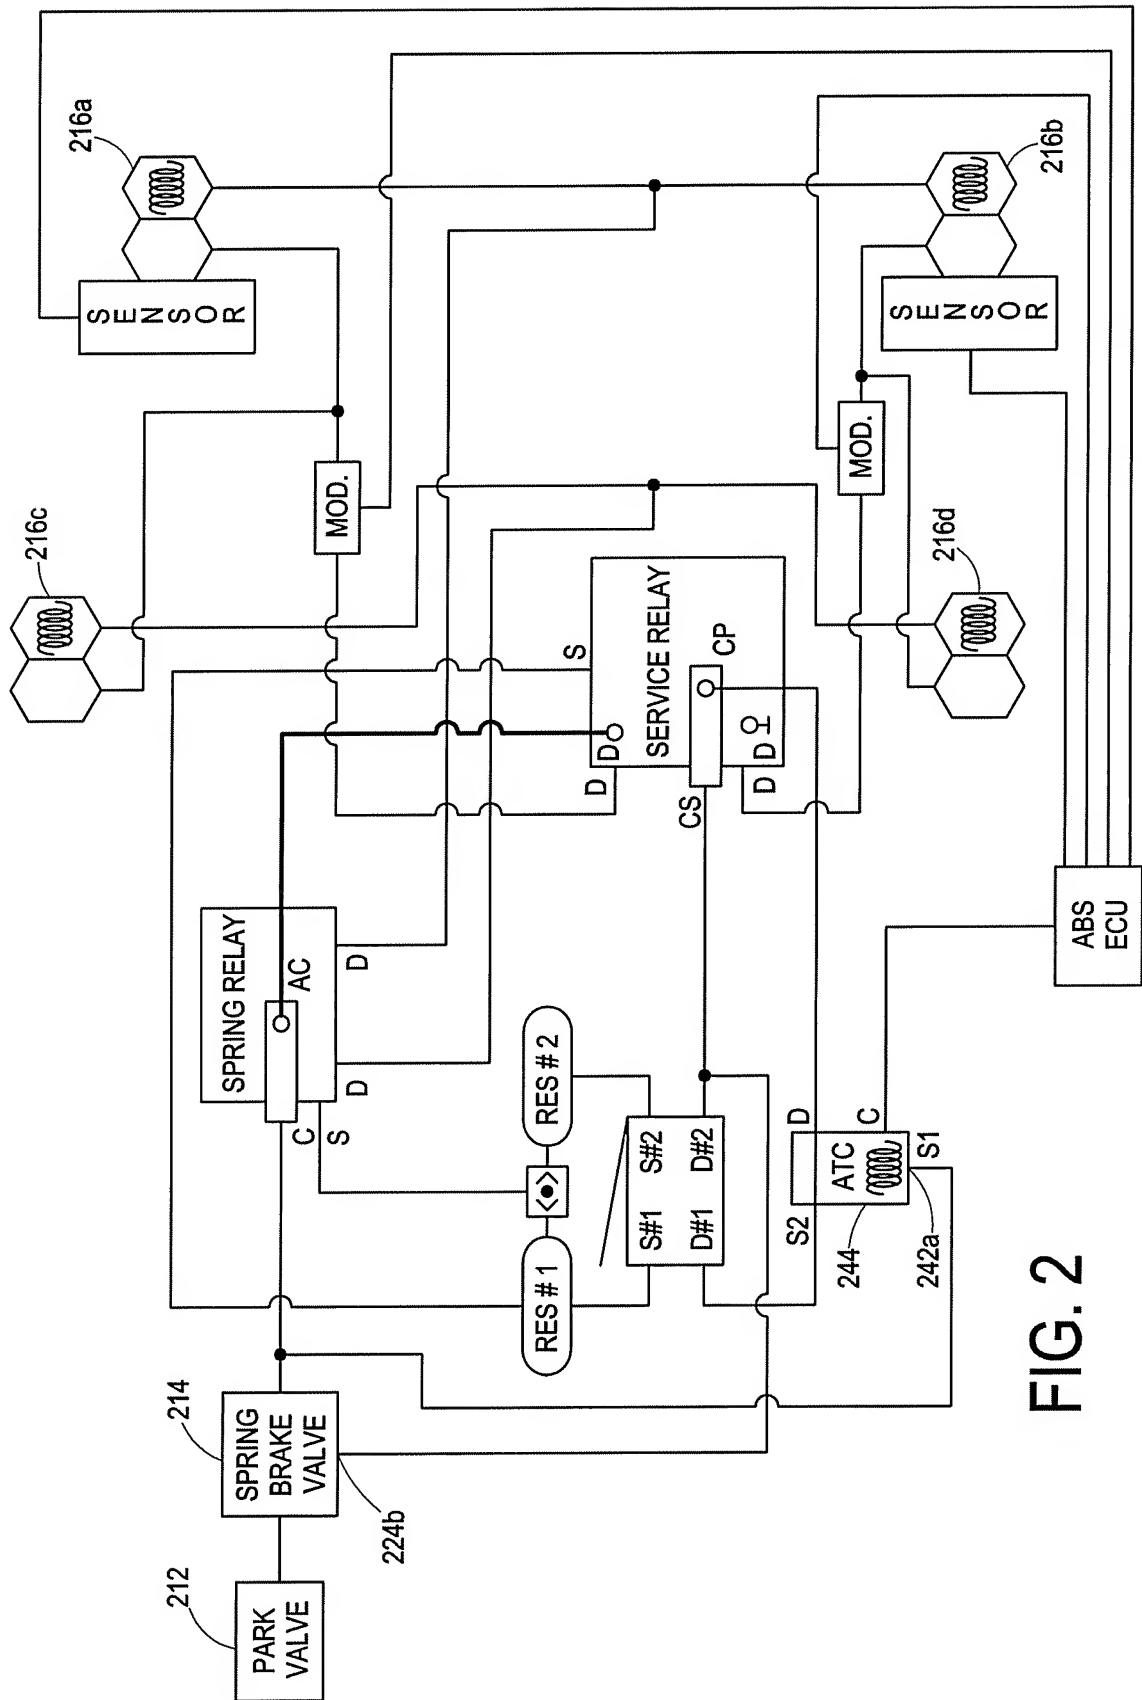 212
PARK
VALVE
214
SPRING
BRAKE
VALVE
224b
SPRING RELAY
AC
C
S
D
D
RES # 1
RES # 2
S#1
S#2
D#1
D#2
S2
D
ATC
C
S1
244
242a
ABS
ECU
SERVICE RELAY
S
D
D
CS
CP
D
D
MOD.
MOD.
216c
216d
216a
SENSOR
216b
SENSOR
FIG. 2